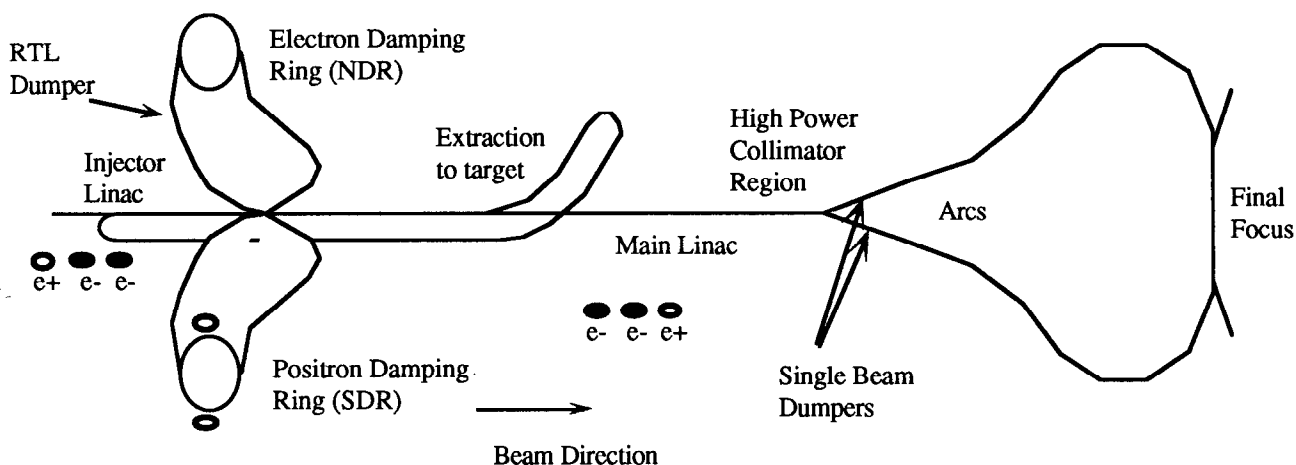 Electron Damping
Ring (NDR)
RTL
Dumper
Injector
Linac
e+ e- e-
Extraction
to target
High Power
Collimator
Region
Arcs
Final
Focus
Main Linac
e- e- e+
Positron Damping
Ring (SDR)
Single Beam
Dumpers
Beam Direction